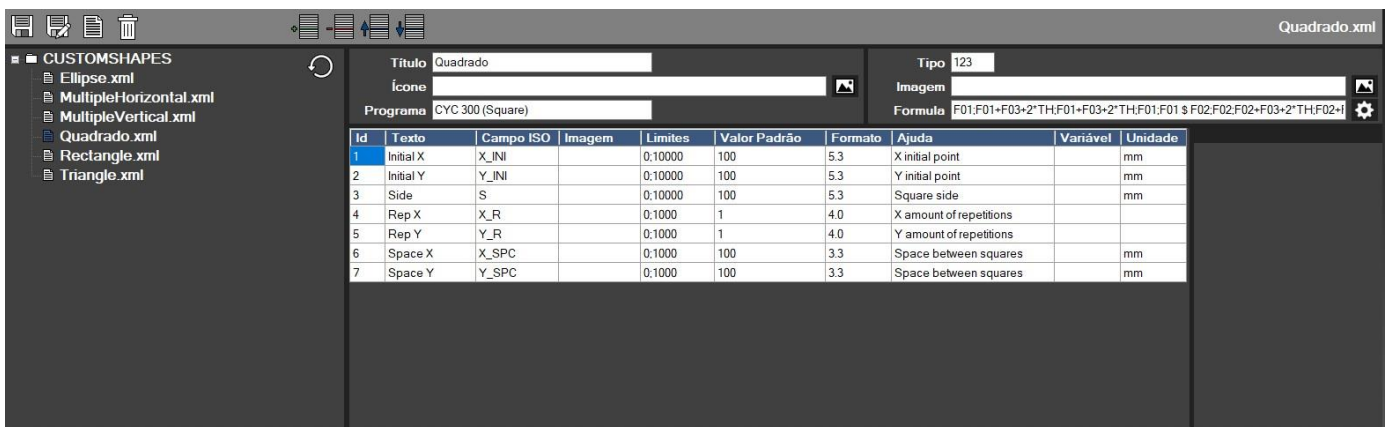 Quadrado.xml
CUSTOMSHAPES
Ellipse.xml
MultipleHorizontal.xml
MultipleVertical.xml
Quadrado.xml
Rectangle.xml
Triangle.xml
Título Quadrado
Ícone
Programa CYC 300 (Square)
Tipo 123
Imagem
Formula F01;F01+F03+2*TH;F01+F03+2*TH;F01;F01 $ F02;F02;F02+F03+2*TH;F02+F
Id Texto Campo ISO Imagem Limites Valor Padrão Formato Ajuda Variável Unidade
1 Initial X X_INI 0;10000 100 5.3 X initial point mm
2 Initial Y Y_INI 0;10000 100 5.3 Y initial point mm
3 Side S 0;10000 100 5.3 Square side mm
4 Rep X X_R 0;1000 1 4.0 X amount of repetitions
5 Rep Y Y_R 0;1000 1 4.0 Y amount of repetitions
6 Space X X_SPC 0;1000 100 3.3 Space between squares mm
7 Space Y Y_SPC 0;1000 100 3.3 Space between squares mm